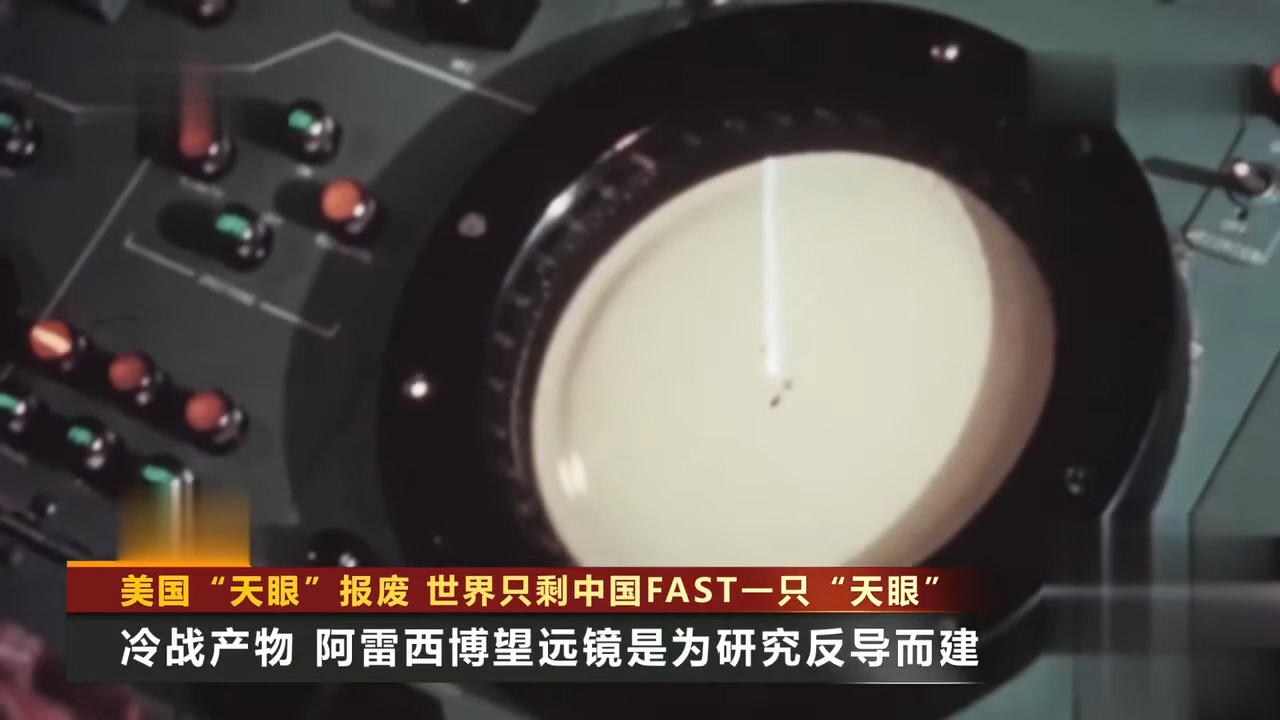 美国“天眼”报废 世界只剩中国FAST一只“天眼”
冷战产物 阿雷西博望远镜是为研究反导而建